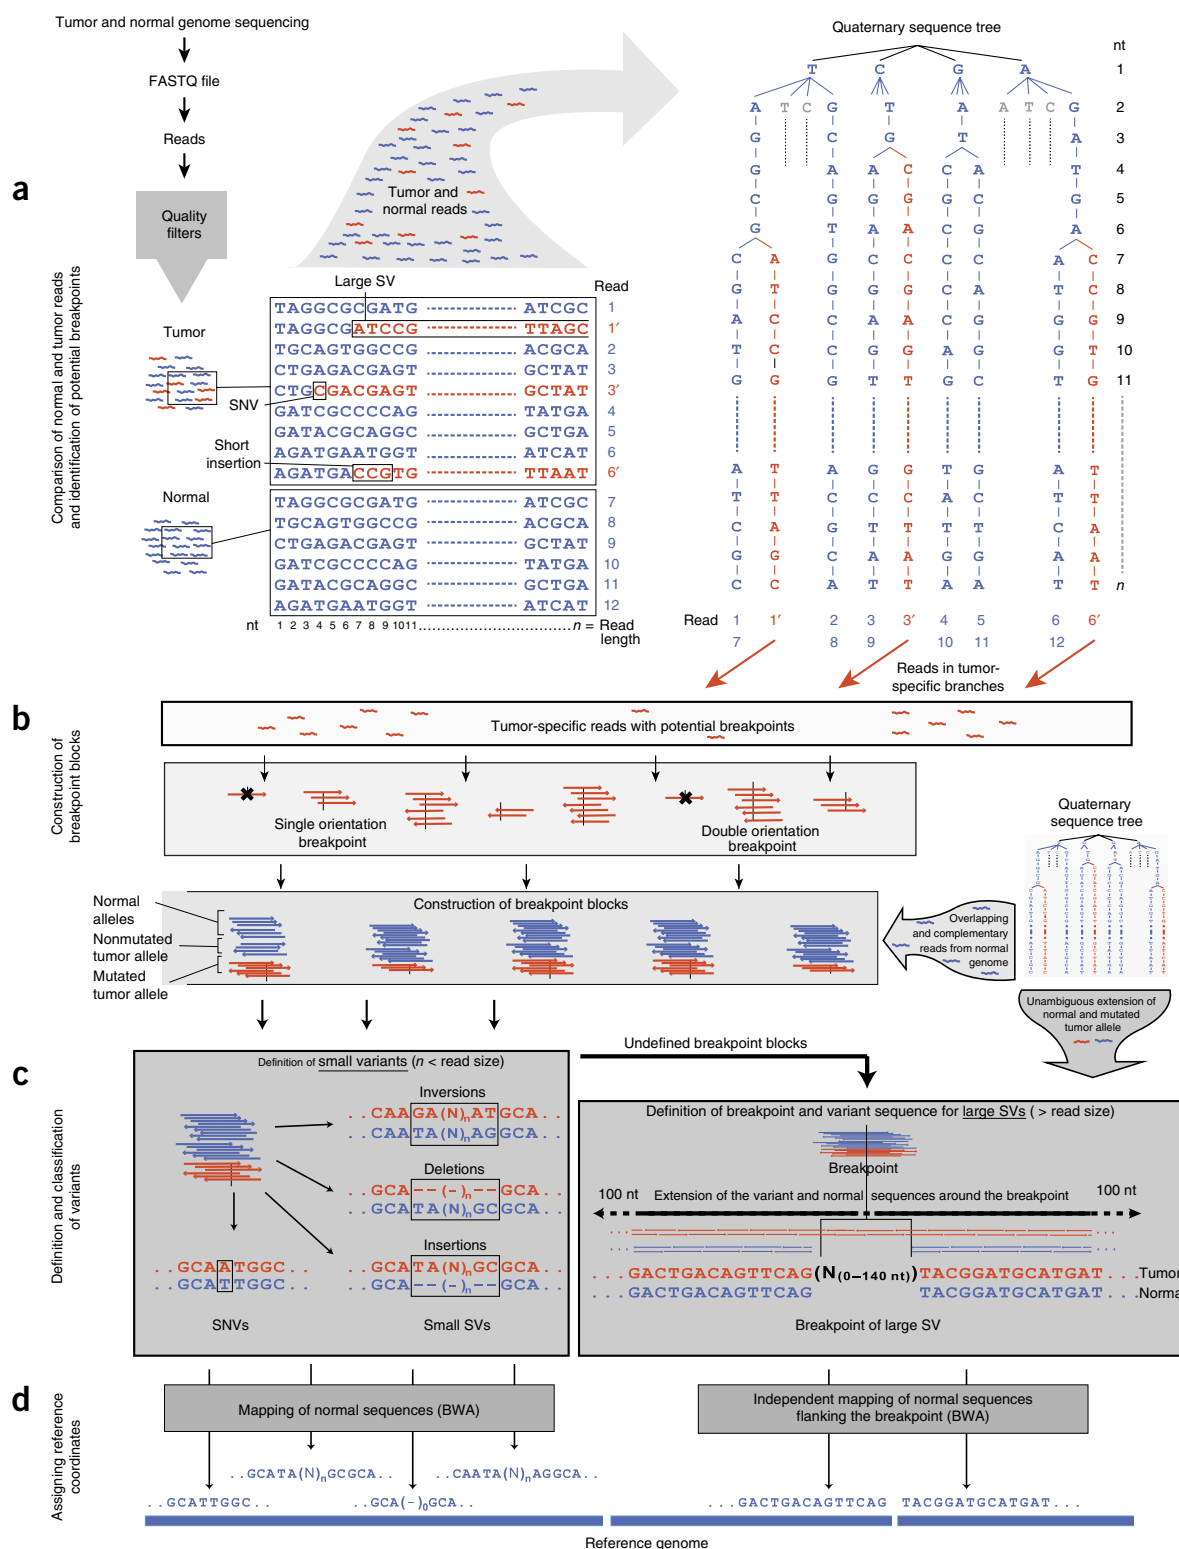 Tumor and normal genome sequencing
FASTQ file
Reads
Quality
filters
Tumor
Normal
a
Comparison of normal and tumor reads
and identification of potential breakpoints
Tumor and
normal reads
Large SV
SNV
Short
insertion
Read
TAGGCGCGATG ATCGC 1
TAGGCGATCCG TTAGC 1′
TGCAGTGGCCG ACGCA 2
CTGAGACGAGT GCTAT 3
CTGCGACGAGT GCTAT 3′
GATCGCCCCAG TATGA 4
GATACGCAGGC GCTGA 5
AGATGAATGGT ATCAT 6
AGATGACCGTG TTAAT 6′
TAGGCGCGATG ATCGC 7
TGCAGTGGCCG ACGCA 8
CTGAGACGAGT GCTAT 9
GATCGCCCCAG TATGA 10
GATACGCAGGC GCTGA 11
AGATGAATGGT ATCAT 12
nt 1 2 3 4 5 6 7 8 9 10 11 n = Read
length
Quaternary sequence tree
nt
T C G A 1
A T C G T A A T C G 2
G C G T A 3
G A A C C A T 4
C G G G G C G 5
G T A A C G A 6
C A G C C C C A C 7
G T G C G C A T C 8
A C C A A C G G G 9
T C C G G A G G T 10
G G G T T G C T G 11
A T A G G T G A T
T T C C C A C T T
C A G T T T T C A
G G C A A G G A A
C C A T T A A T T n
Read 1 1′ 2 3 3′ 4 5 6 6′
7 8 9 10 11 12
Reads in tumor-
specific branches
b
Construction of
breakpoint blocks
Tumor-specific reads with potential breakpoints
Single orientation
breakpoint
Double orientation
breakpoint
Construction of breakpoint blocks
Normal
alleles
Nonmutated
tumor allele
Mutated
tumor allele
Quaternary
sequence tree
Overlapping
and complementary
reads from normal
genome
Unambiguous extension of
normal and mutated
tumor allele
c
Definition and classification
of variants
Definition of small variants (n < read size)
Inversions
. . CAAGA(N)nATGCA . .
. . CAATA(N)nAGGCA . .
Deletions
. . GCA−−(−)n−−GCA . .
. . GCATA(N)nGCGCA . .
Insertions
. . GCATA(N)nGCGCA . .
. . GCA−−(−)n−−GCA . .
. . GCAATGGC . .
. . GCATTGGC . .
SNVs
Small SVs
Undefined breakpoint blocks
Definition of breakpoint and variant sequence for large SVs ( > read size)
Breakpoint
100 nt Extension of the variant and normal sequences around the breakpoint 100 nt
. . . GACTGACAGTTCAG(N(0–140 nt))TACGGATGCATGAT . . . Tumor
. . . GACTGACAGTTCAG TACGGATGCATGAT . . . Norma
Breakpoint of large SV
d
Assigning reference
coordinates
Mapping of normal sequences (BWA)
Independent mapping of normal sequences
flanking the breakpoint (BWA)
. . GCATA(N)nGCGCA . .
. . CAATA(N)nAGGCA . .
. . GCATTGGC . .
. . GCA(−)0GCA . .
. . . GACTGACAGTTCAG TACGGATGCATGAT . . .
Reference genome